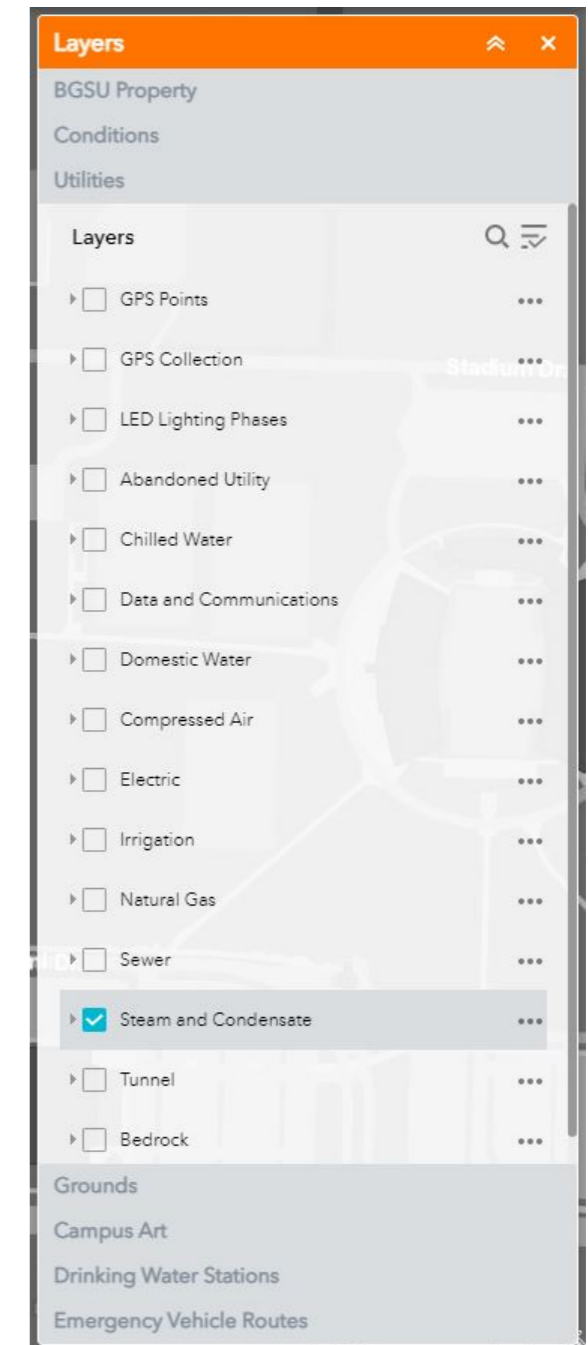 Layers
BGSU Property
Conditions
Utilities
Layers
GPS Points
GPS Collection
Stadium Dr.
LED Lighting Phases
Abandoned Utility
Chilled Water
Data and Communications
Domestic Water
Compressed Air
Electric
Irrigation
Natural Gas
Sewer
Steam and Condensate
Tunnel
Bedrock
Grounds
Campus Art
Drinking Water Stations
Emergency Vehicle Routes